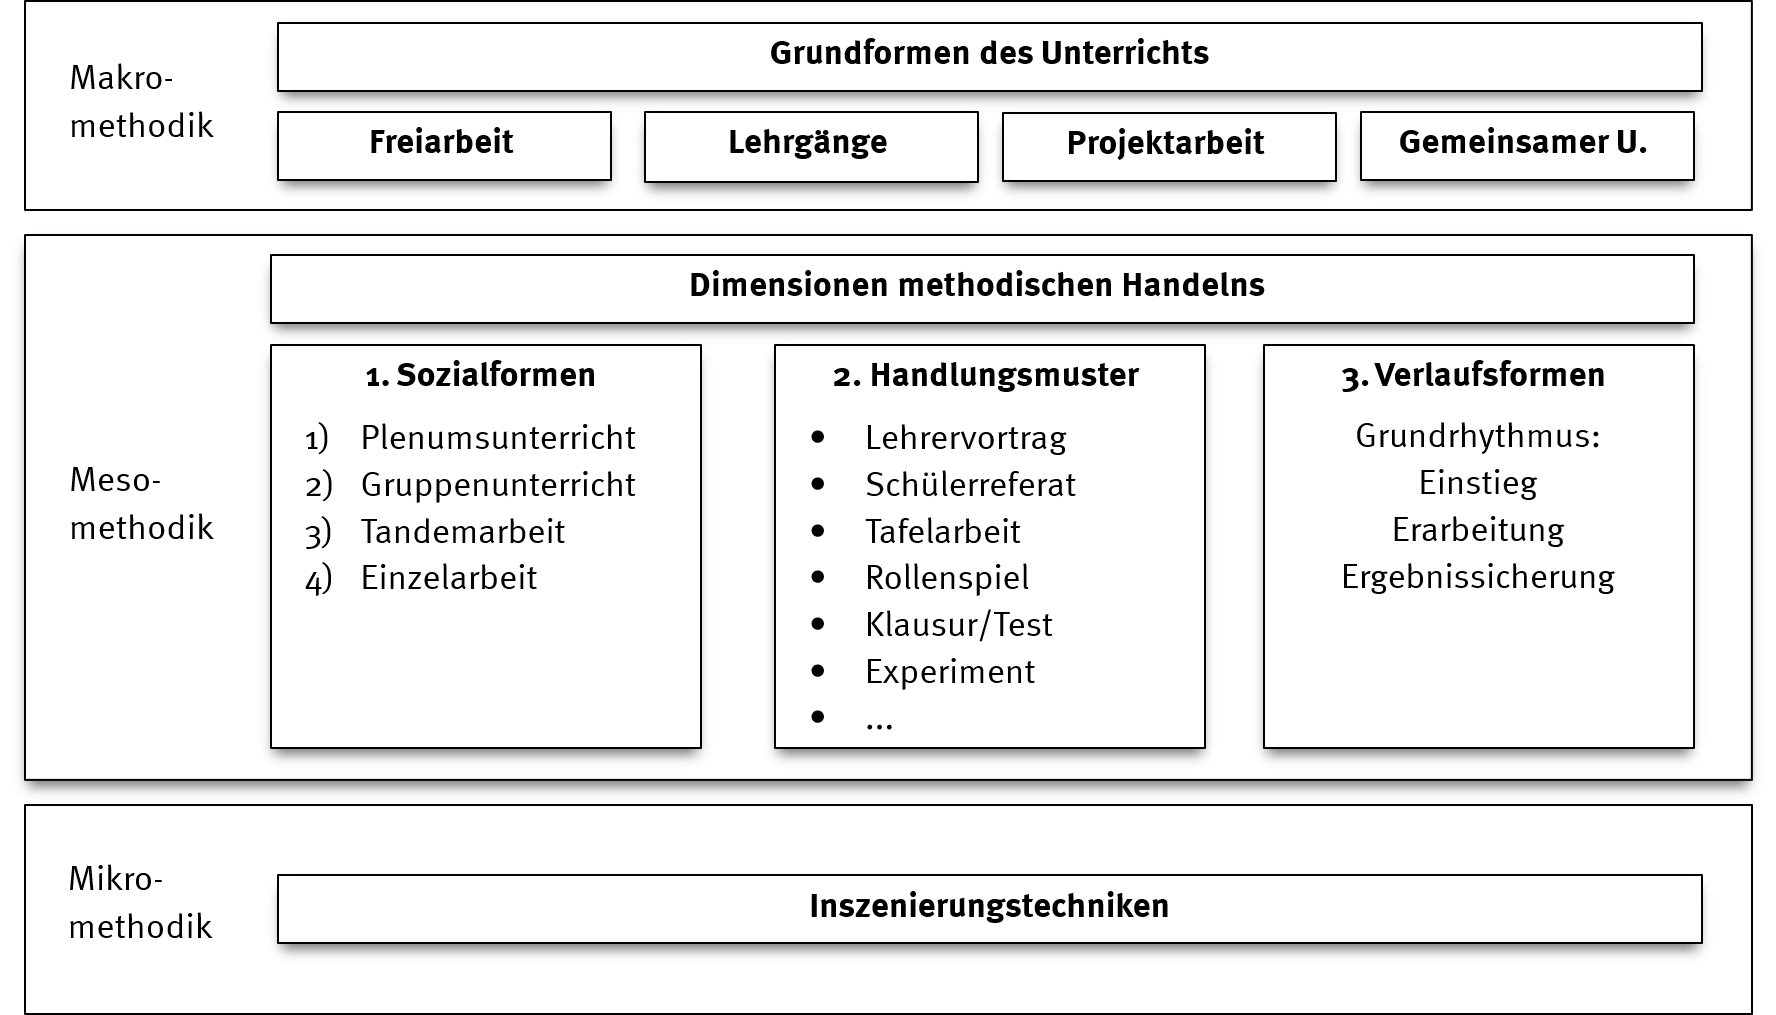 Makro-
methodik
Grundformen des Unterrichts
Freiarbeit
Lehrgänge
Projektarbeit
Gemeinsamer U.
Meso-
methodik
Dimensionen methodischen Handelns
1. Sozialformen
1) Plenumsunterricht
2) Gruppenunterricht
3) Tandemarbeit
4) Einzelarbeit
2. Handlungsmuster
• Lehrervortrag
• Schülerreferat
• Tafelarbeit
• Rollenspiel
• Klausur/Test
• Experiment
• ...
3. Verlaufsformen
Grundrhythmus:
Einstieg
Erarbeitung
Ergebnissicherung
Mikro-
methodik
Inszenierungstechniken